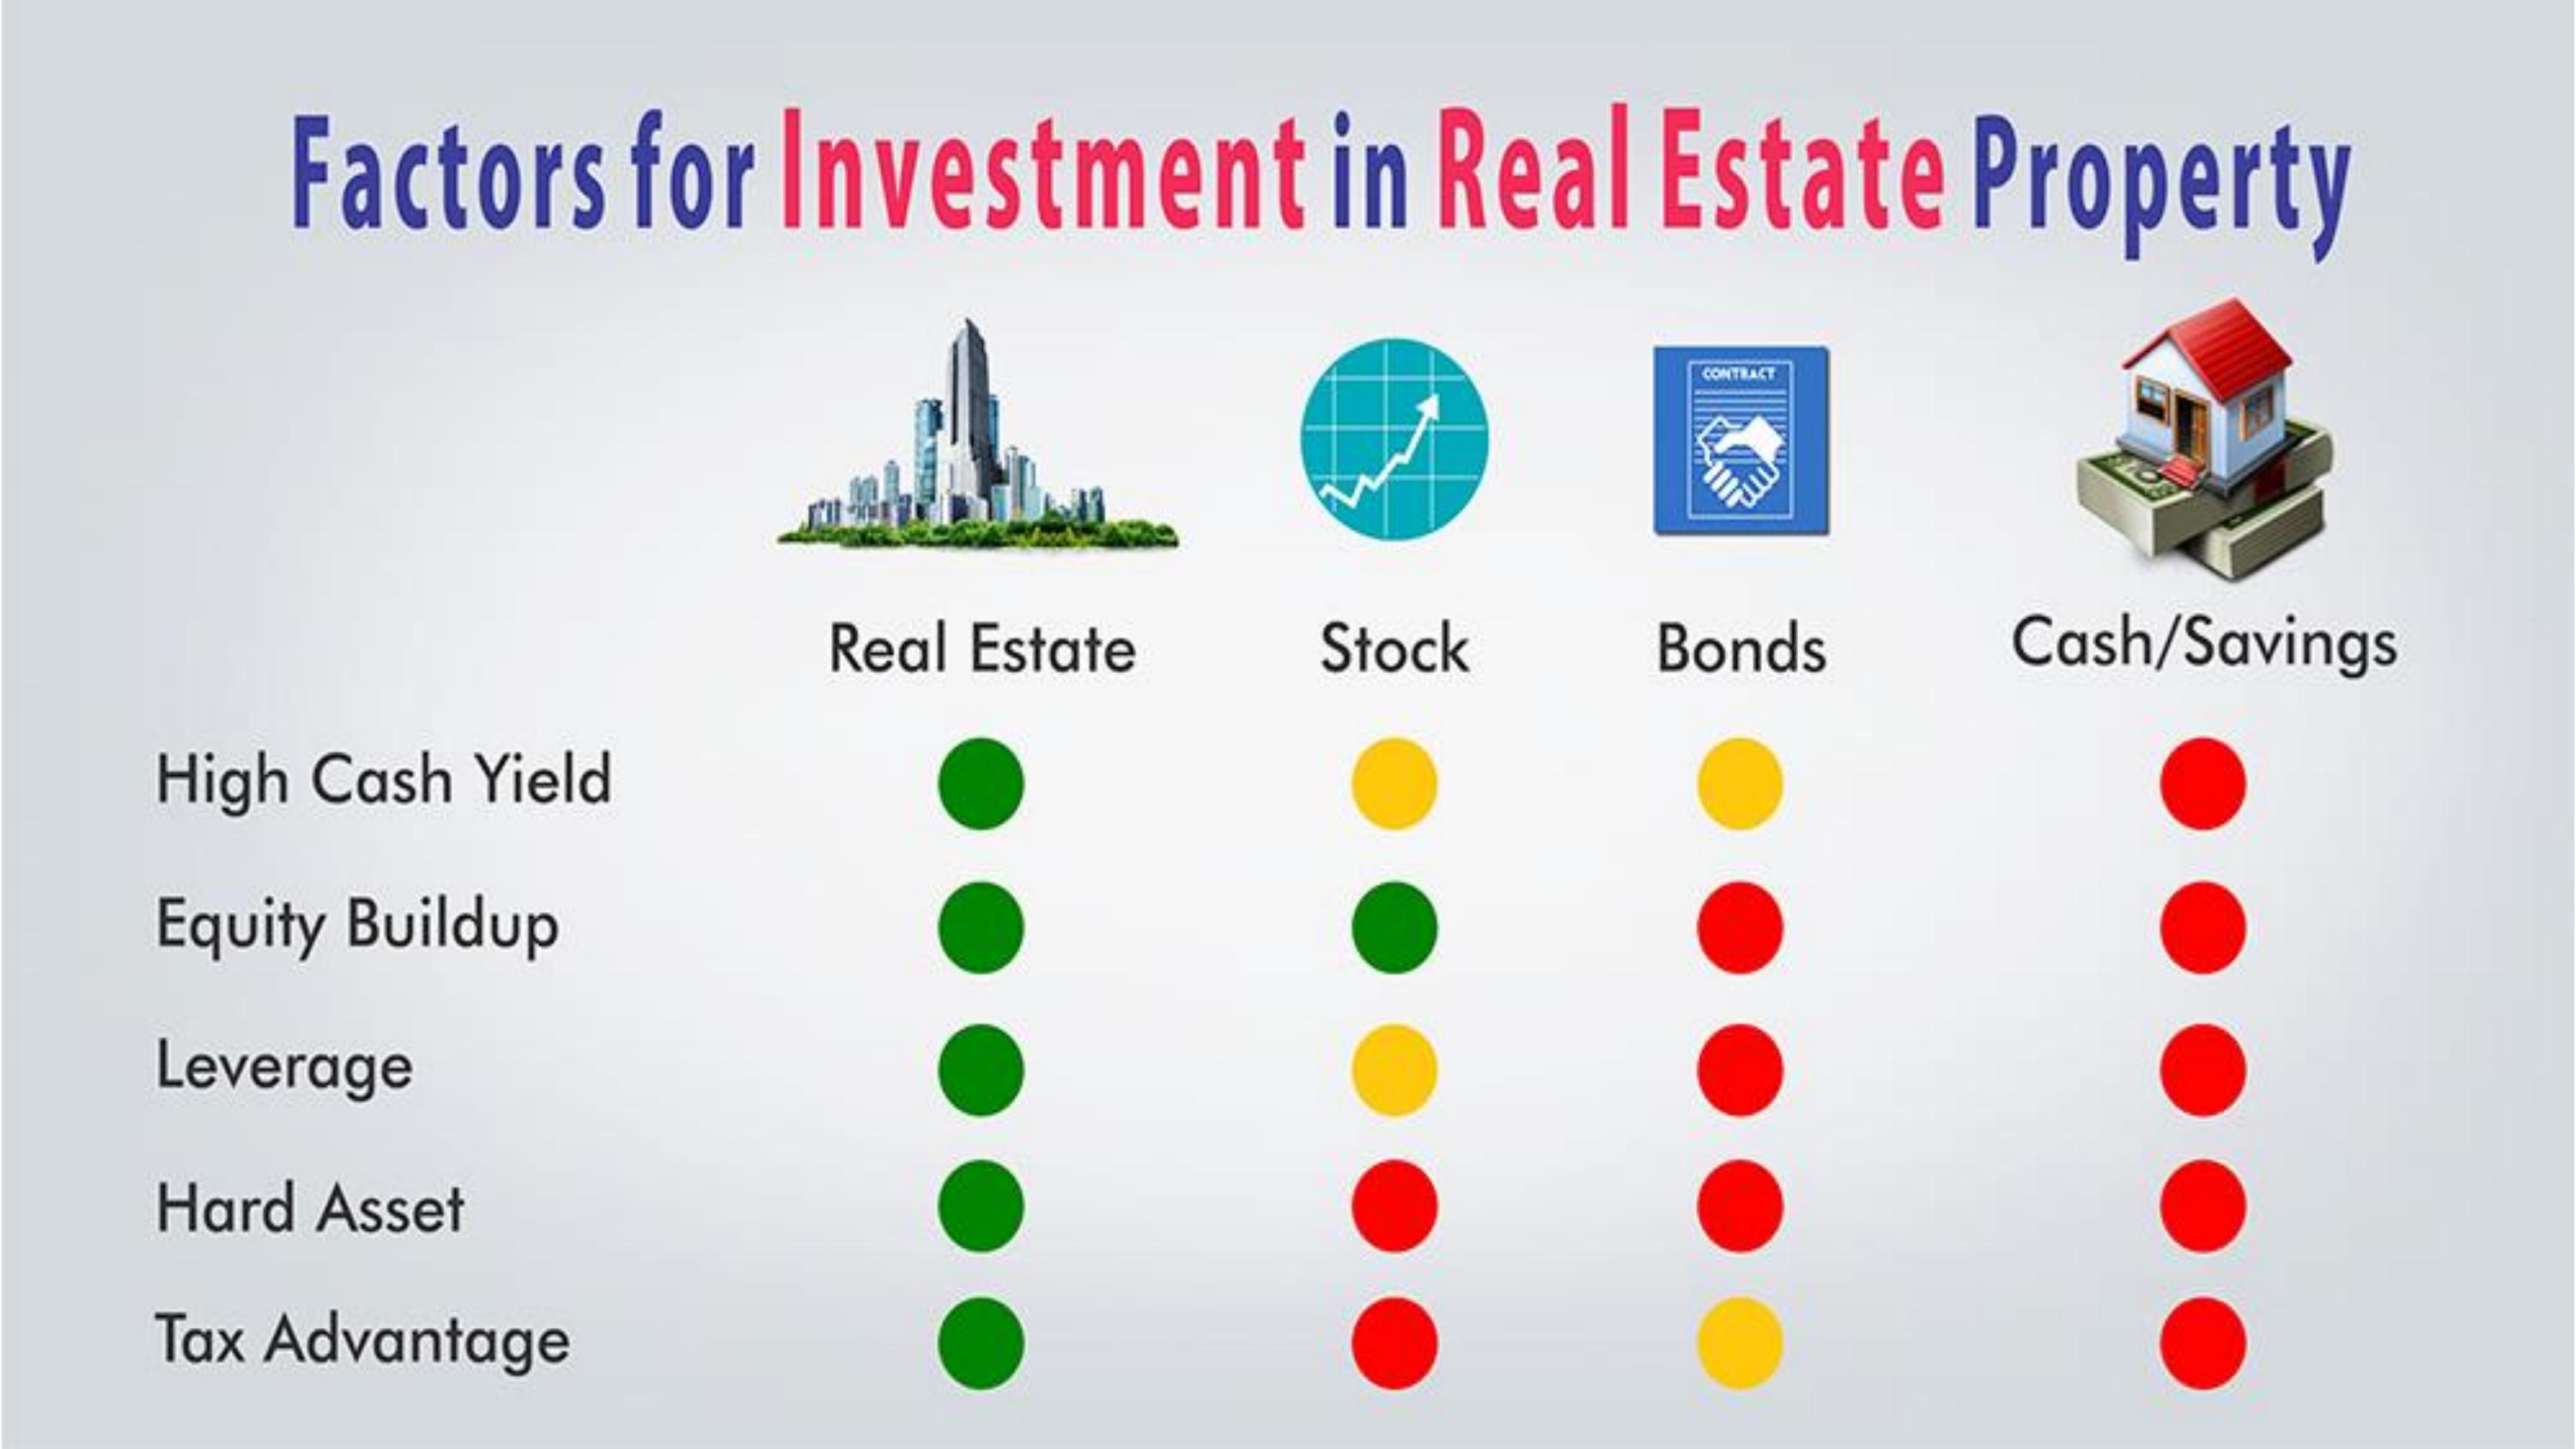 Factors for Investment in Real Estate Property
CONTRACT
Real Estate Stock Bonds Cash/Savings
High Cash Yield
Equity Buildup
Leverage
Hard Asset
Tax Advantage